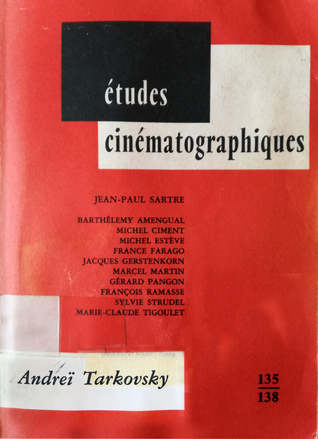 études
cinématographiques
JEAN-PAUL SARTRE
BARTHÉLEMY AMENGUAL
MICHEL CIMENT
MICHEL ESTÈVE
FRANCE FARAGO
JACQUES GERSTENKORN
MARCEL MARTIN
GÉRARD PANGON
FRANÇOIS RAMASSE
SYLVIE STRUDEL
MARIE-CLAUDE TIGOULET
Andreï Tarkovsky
135
138